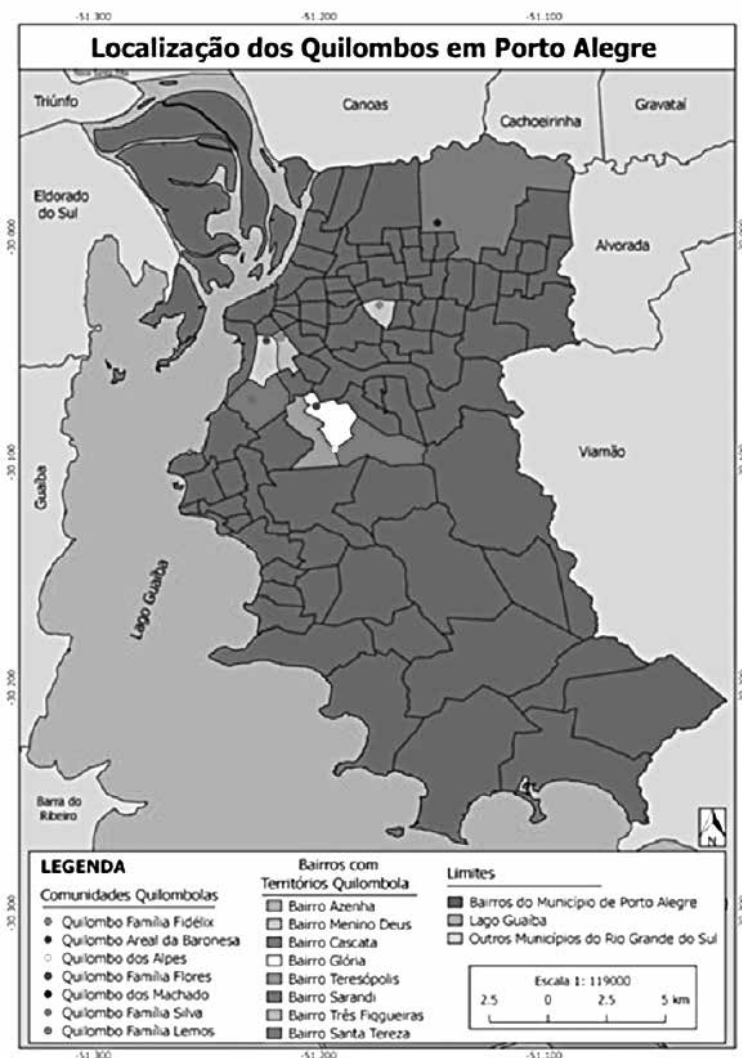 -51.300 -51.200 -51.100
Localização dos Quilombos em Porto Alegre
Triúnfo
Canoas
Cachoeirinha
Gravataí
Eldorado
do Sul
Alvorada
-30.000
Viamão
-30.100
Guaíba
Lago Guaíba
-30.200 -30.200
Barra do
Ribeiro
N
-30.300
LEGENDA
Comunidades Quilombolas
Quilombo Família Fidélix
Quilombo Areal da Baronesa
Quilombo dos Alpes
Quilombo Família Flores
Quilombo dos Machado
Quilombo Família Silva
Quilombo Família Lemos
Bairros com
Territórios Quilombola
Bairro Azenha
Bairro Menino Deus
Bairro Cascata
Bairro Glória
Bairro Teresópolis
Bairro Sarandi
Bairro Três Fiqgueiras
Bairro Santa Tereza
Limites
Bairros do Município de Porto Alegre
Lago Guaíba
Outros Municípios do Rio Grande do Sul
Escala 1: 119000
2.5 0 2.5 5 km
-51.300 -51.200 -51.100